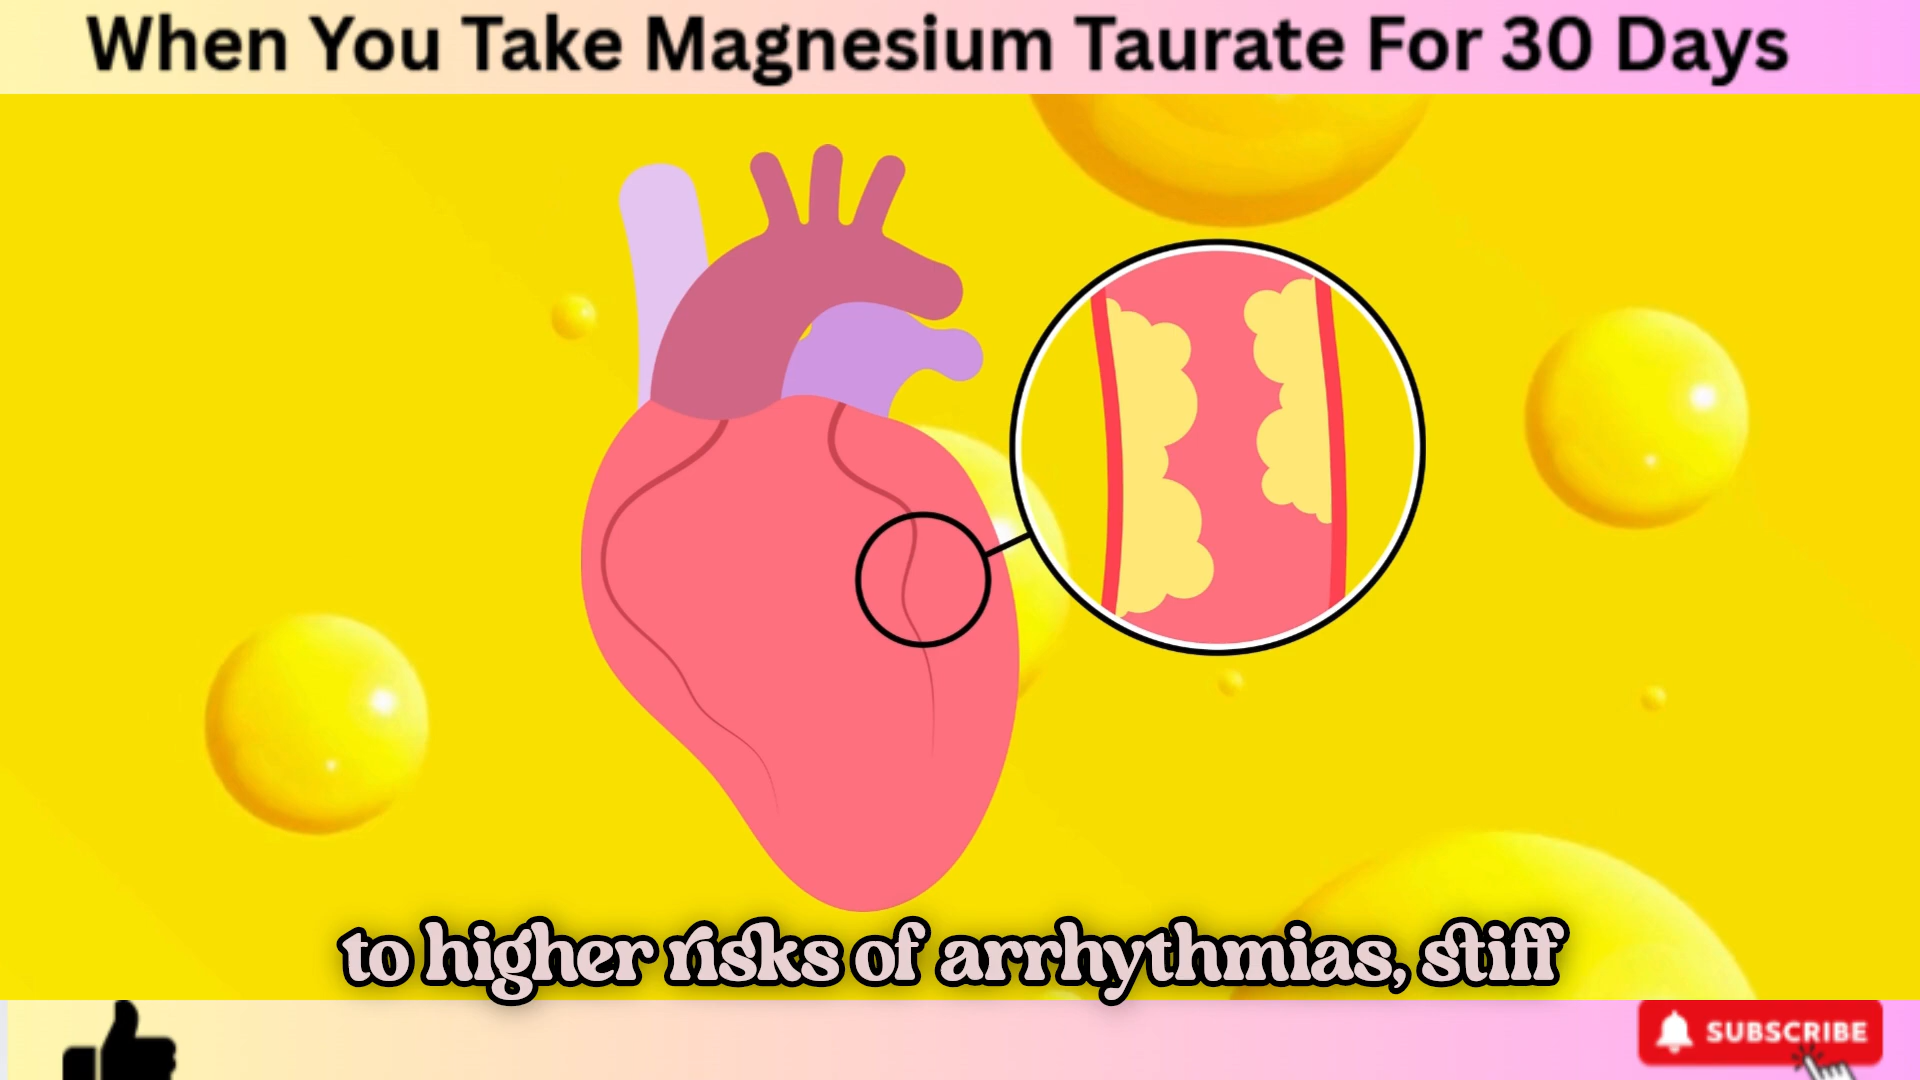 When You Take Magnesium Taurate For 30 Days
to higher risks of arrhythmias, stiff
SUBSCRIBE